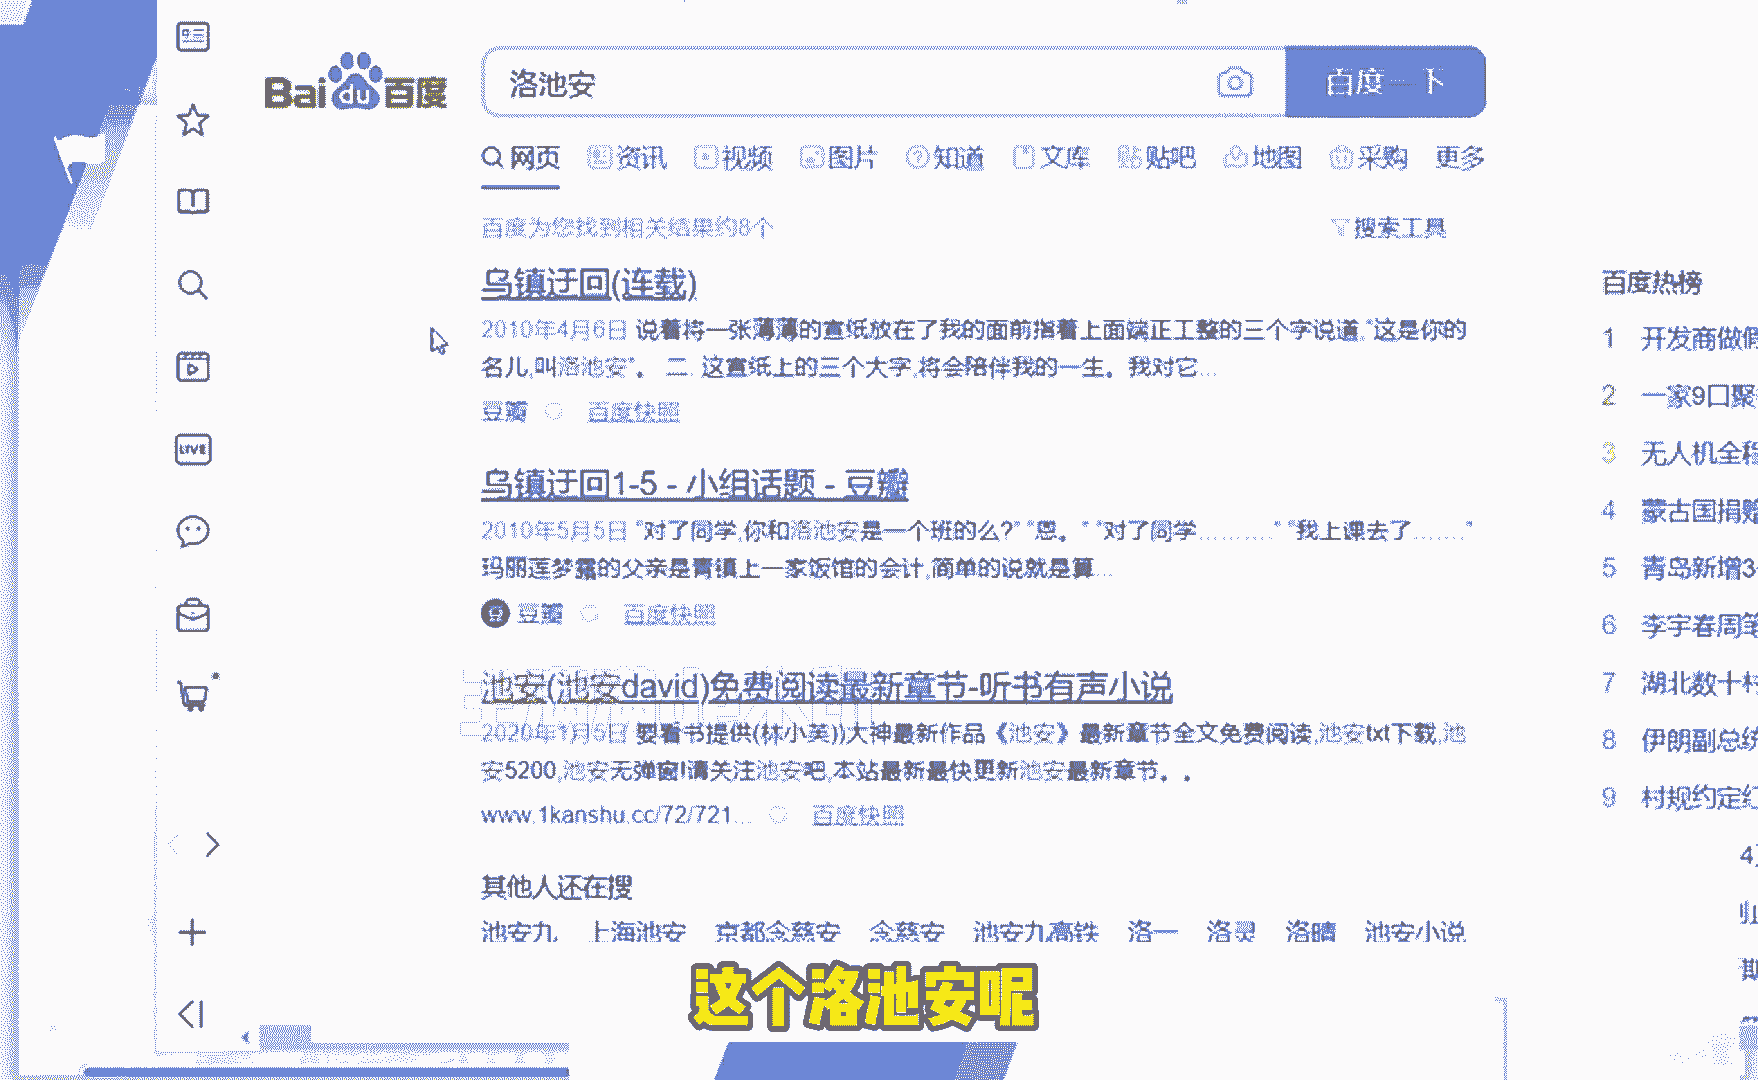 Bai du 百度
洛池安
百度一下
网页 资讯 视频 图片 知道 文库 贴吧 地图 采购 更多
百度为您找到相关结果约8个
搜索工具
乌镇迂回(连载)
2010年4月6日 说着将一张薄薄的宣纸放在了我的面前指着上面端正工整的三个字说道,"这是你的
名儿,叫洛池安"。 二. 这宣纸上的三个大字,将会陪伴我的一生。我对它...
豆瓣 百度快照
乌镇迂回1-5 - 小组话题 - 豆瓣
2010年5月5日 "对了同学,你和洛池安是一个班的么?" "恩。" "对了同学.........." "我上课去了......."
玛丽莲梦露的父亲是青镇上一家饭馆的会计,简单的说就是算...
豆 豆瓣 百度快照
池安(池安david)免费阅读最新章节-听书有声小说
2020年1月5日 要看书提供(林小英))大神最新作品《池安》最新章节全文免费阅读,池安txt下载,池
安5200,池安无弹窗!请关注池安吧,本站最新最快更新池安最新章节。。
www.1kanshu.cc/72/721... 百度快照
其他人还在搜
池安九 上海池安 京都念慈安 念慈安 池安九高铁 洛一 洛灵 洛晴 池安小说
百度热榜
1 开发商做假
2 一家9口聚
3 无人机全程
4 蒙古国捐赠
5 青岛新增3
6 李宇春周笔
7 湖北数十村
8 伊朗副总统
9 村规约定红
LIVE
这个洛池安呢